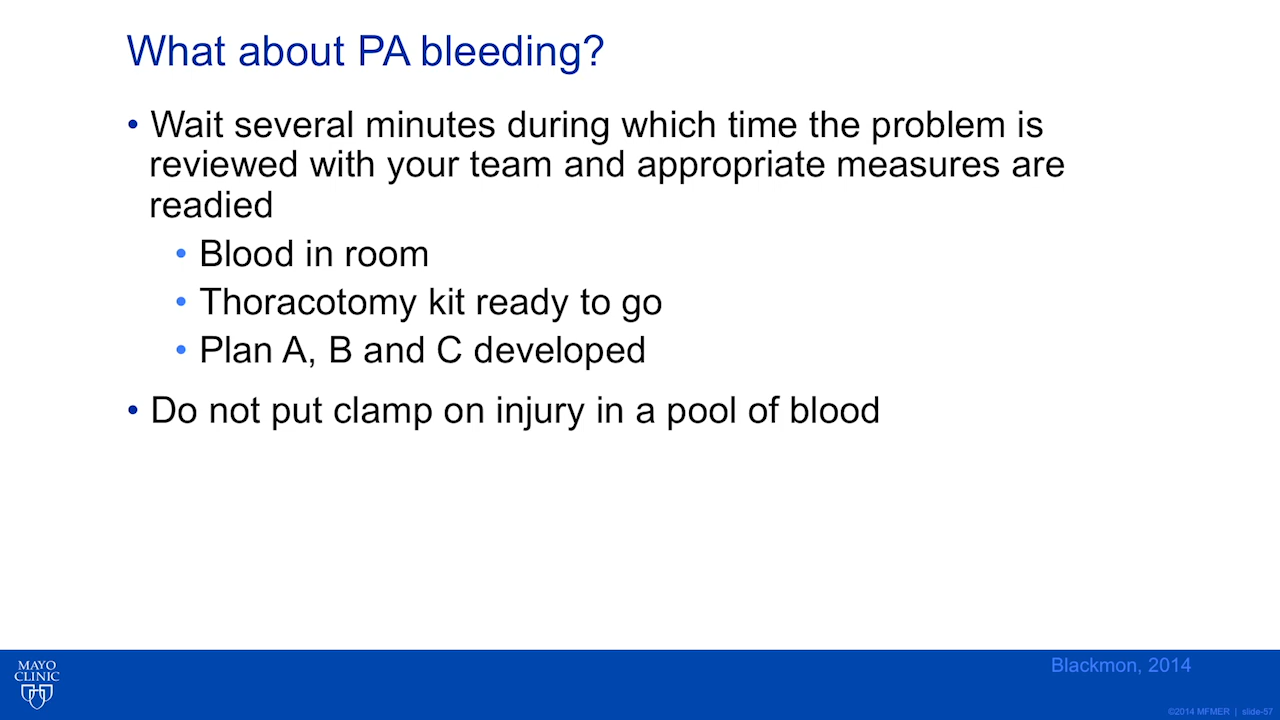 What about PA bleeding?
• Wait several minutes during which time the problem is
reviewed with your team and appropriate measures are
readied
• Blood in room
• Thoracotomy kit ready to go
• Plan A, B and C developed
• Do not put clamp on injury in a pool of blood
MAYO
CLINIC
Blackmon, 2014
©2014 MFMER | slide-57